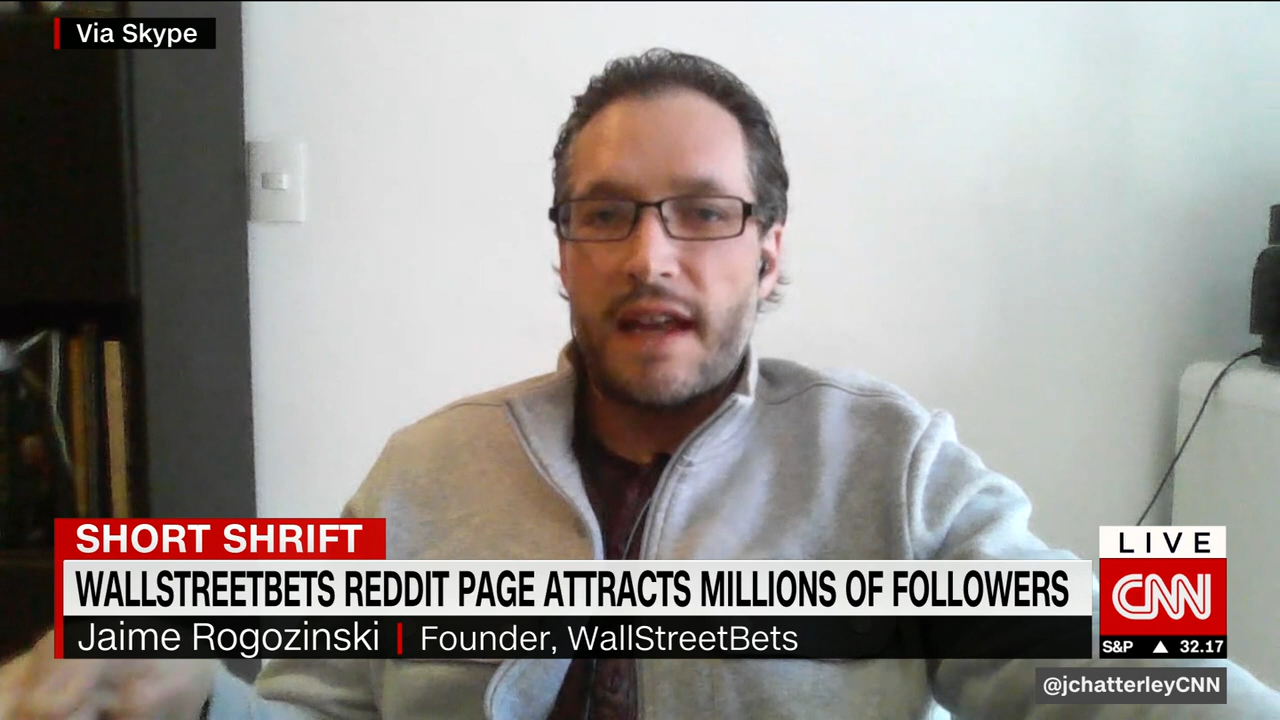 Via Skype
SHORT SHRIFT
WALLSTREETBETS REDDIT PAGE ATTRACTS MILLIONS OF FOLLOWERS
Jaime Rogozinski | Founder, WallStreetBets
LIVE
CNN
S&P ▲ 32.17
@jchatterleyCNN